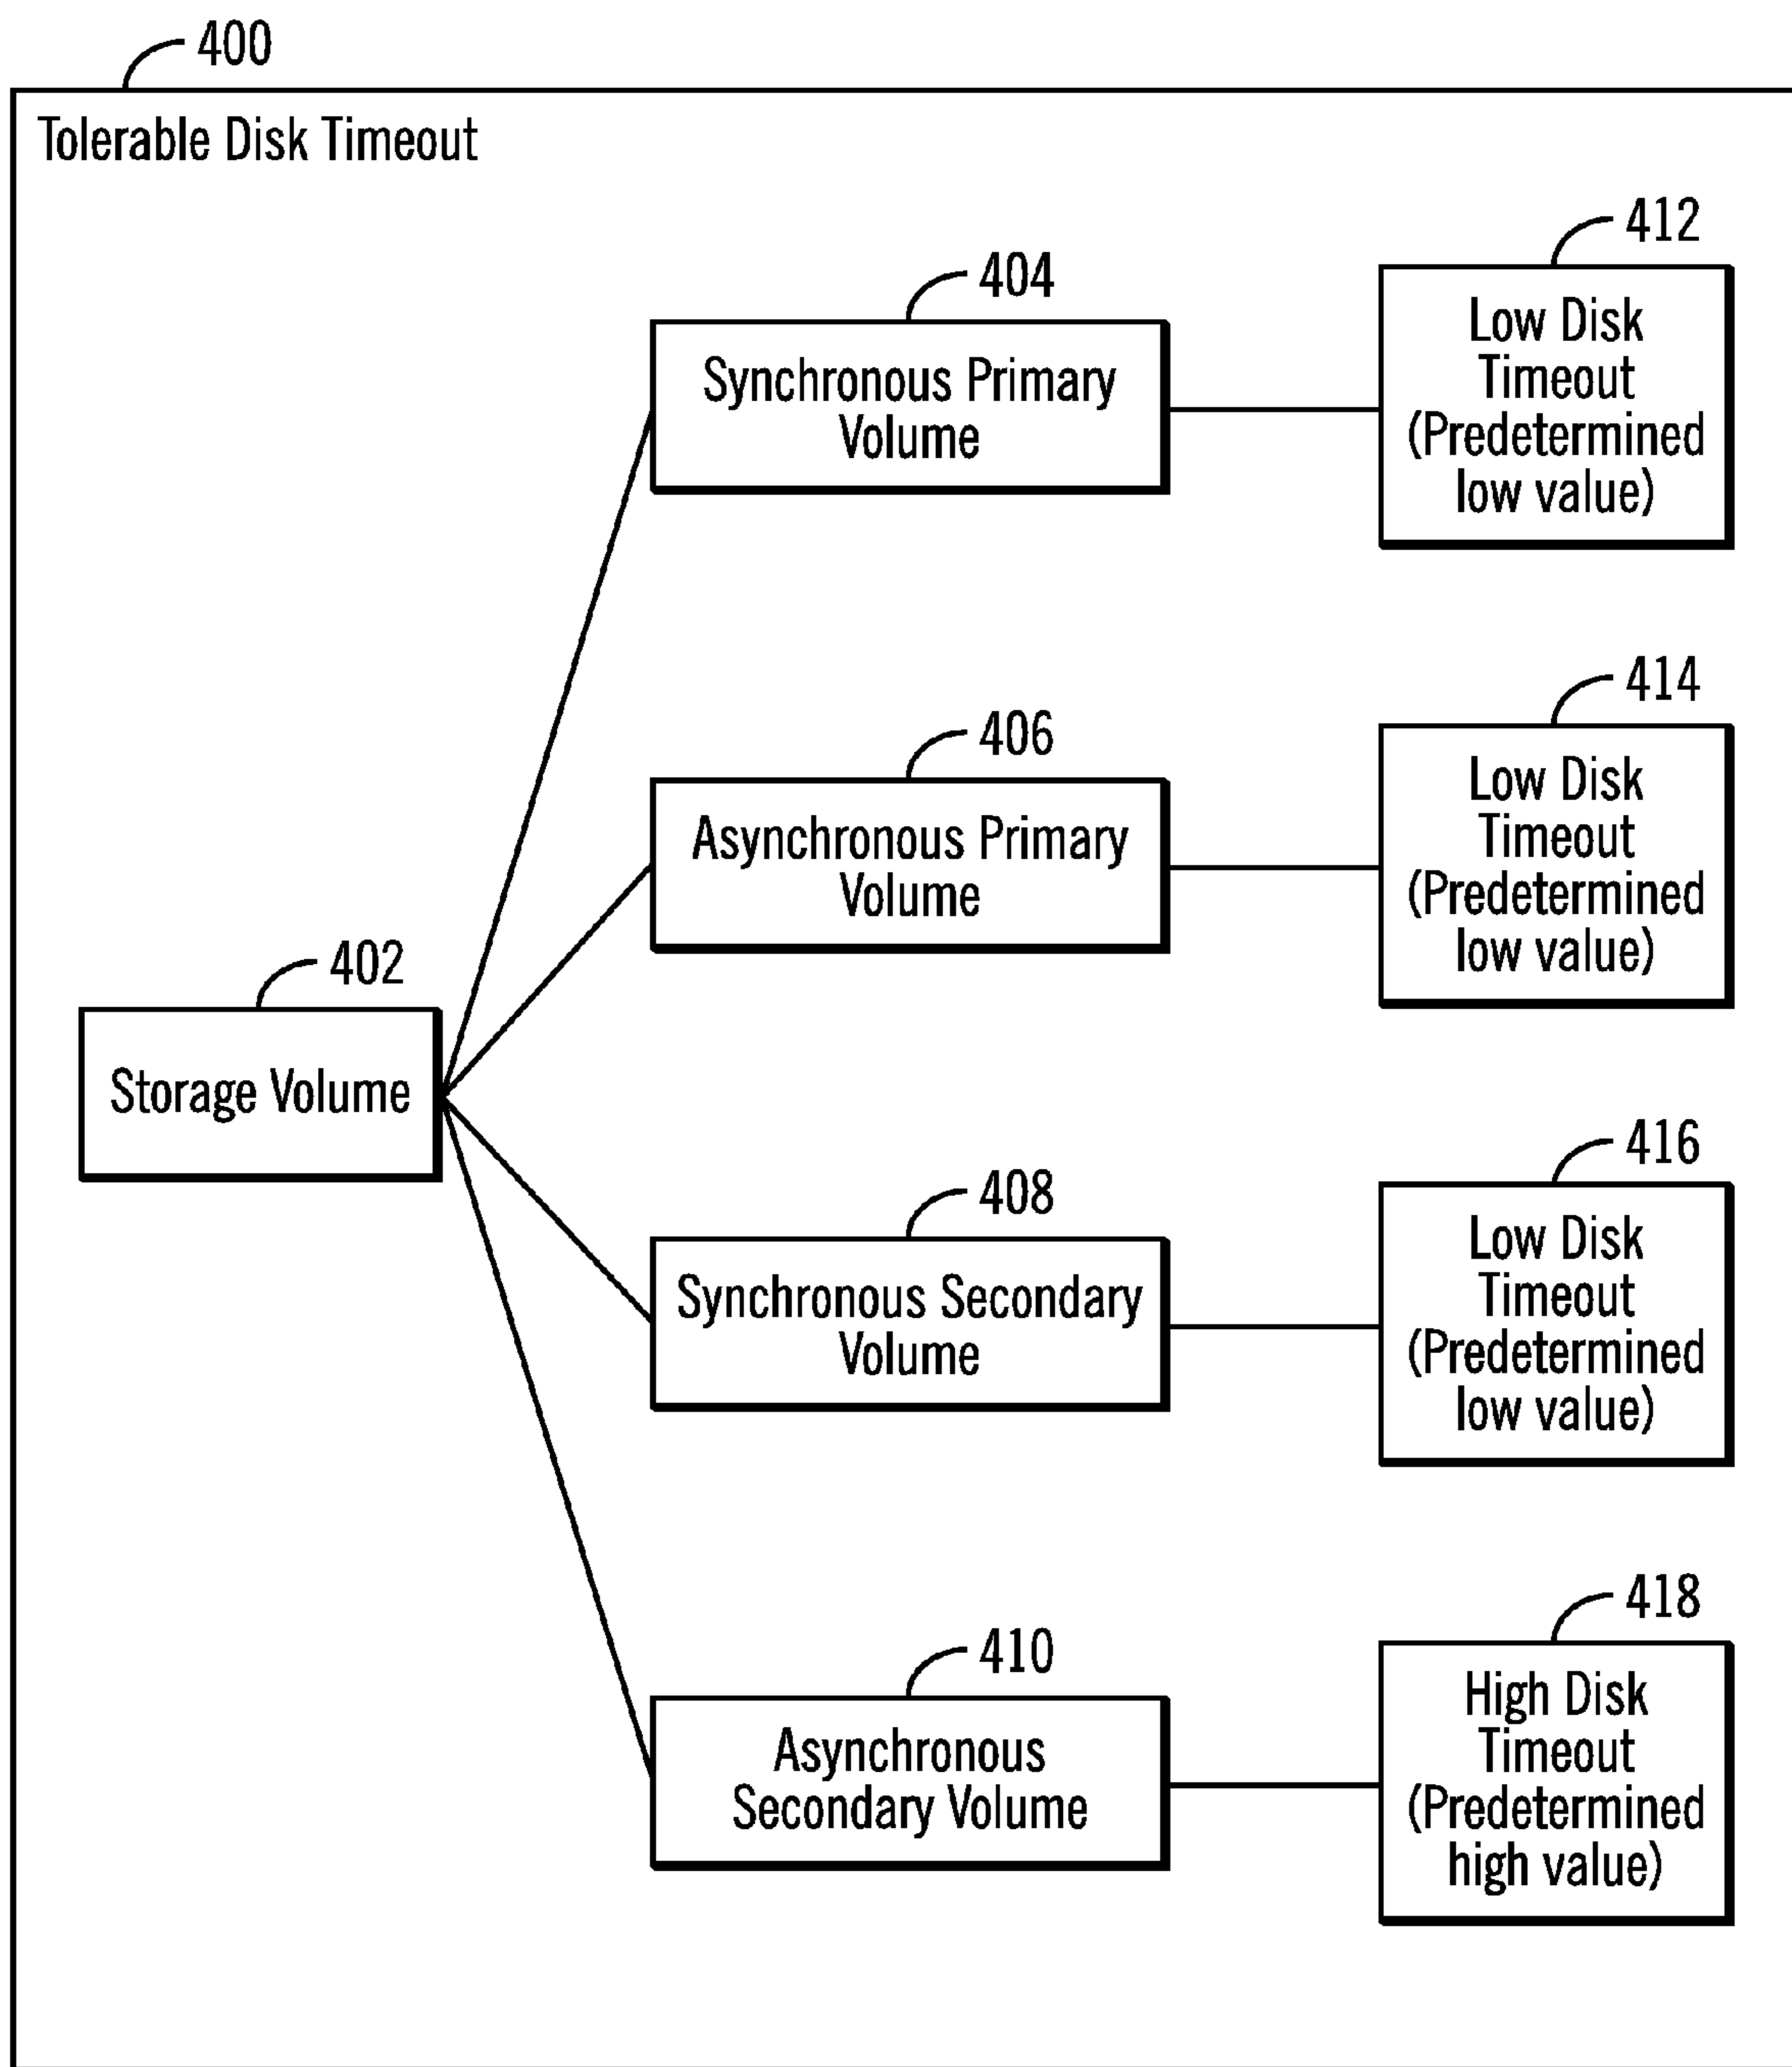 400
Tolerable Disk Timeout
412
404
Low Disk
Timeout
(Predetermined
low value)
Synchronous Primary
Volume
414
406
Low Disk
Timeout
(Predetermined
low value)
Asynchronous Primary
Volume
402
Storage Volume
416
408
Low Disk
Timeout
(Predetermined
low value)
Synchronous Secondary
Volume
418
410
High Disk
Timeout
(Predetermined
high value)
Asynchronous
Secondary Volume